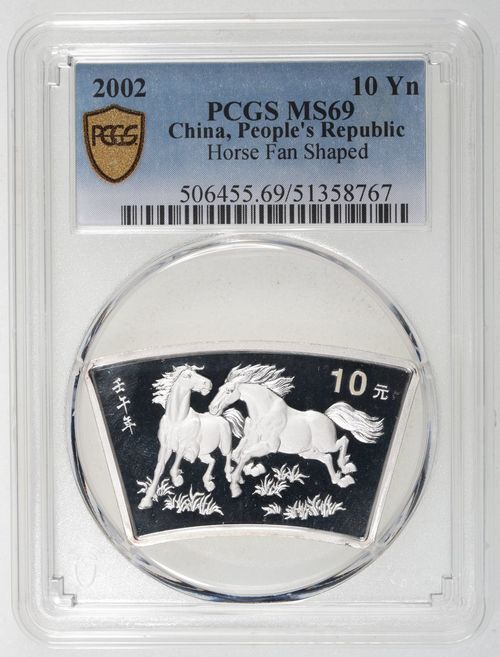 2002 10 Yn
PCGS MS69
China, People's Republic
Horse Fan Shaped
PCGS
506455.69/51358767
10元
壬午年